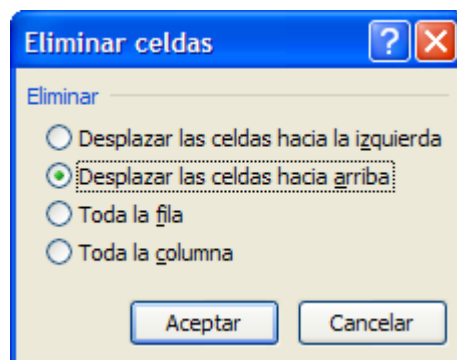 Eliminar celdas
Eliminar
Desplazar las celdas hacia la izquierda
Desplazar las celdas hacia arriba
Toda la fila
Toda la columna
Aceptar Cancelar